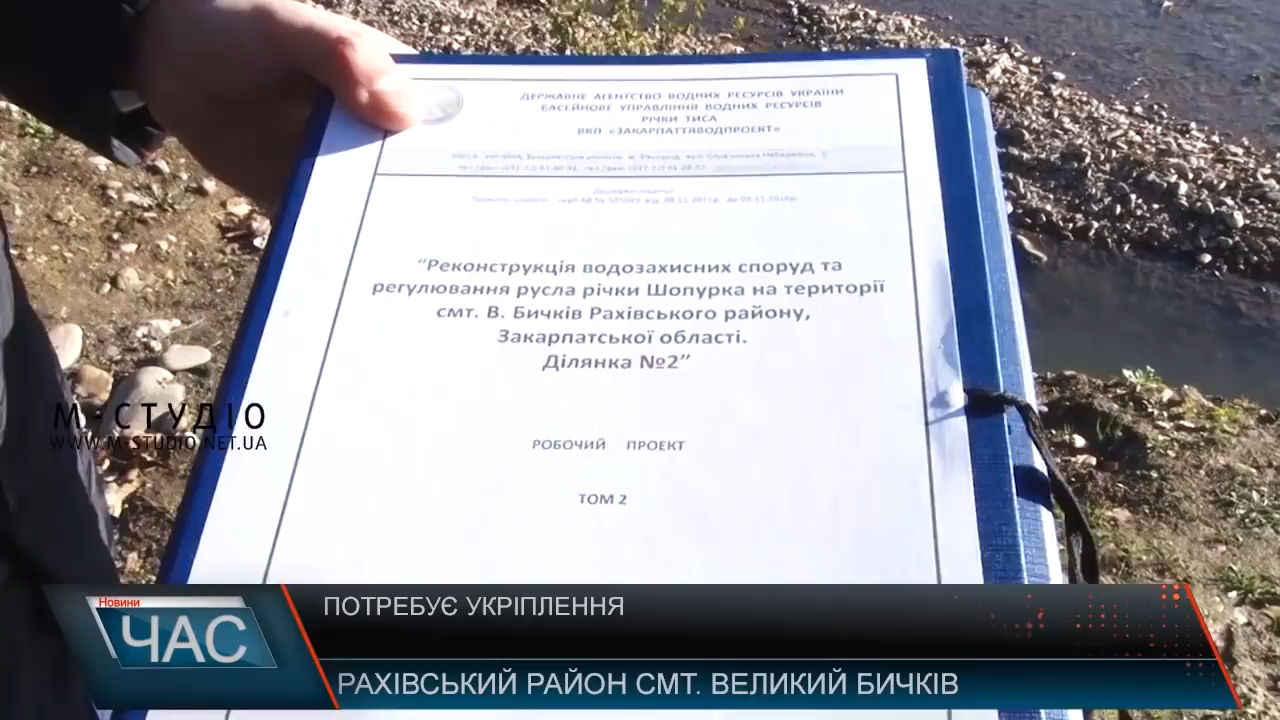 ДЕРЖАВНЕ АГЕНТСТВО ВОДНИХ РЕСУРСІВ УКРАЇНИ
БАСЕЙНОВЕ УПРАВЛІННЯ ВОДНИХ РЕСУРСІВ
РІЧКИ ТИСА
ВКП «ЗАКАРПАТТЯВОДПРОЕКТ»
“Реконструкція водозахисних споруд та
регулювання русла річки Шопурка на території
смт. В. Бичків Рахівського району,
Закарпатської області.
Ділянка №2”
РОБОЧИЙ ПРОЕКТ
ТОМ 2
М-СТУДІО
WWW.M-STUDIO.NET.UA
Новини
ЧАС
ПОТРЕБУЄ УКРІПЛЕННЯ
РАХІВСЬКИЙ РАЙОН СМТ. ВЕЛИКИЙ БИЧКІВ